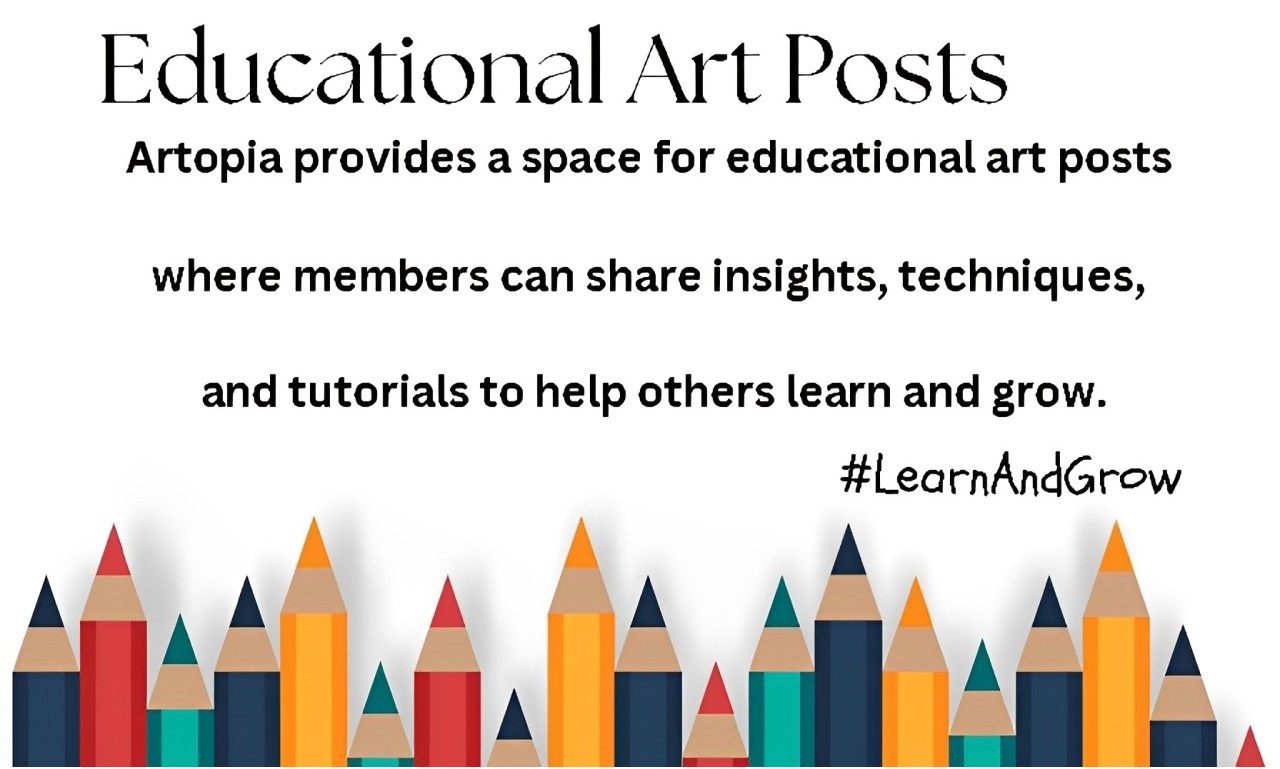 Educational Art Posts
Artopia provides a space for educational art posts
where members can share insights, techniques,
and tutorials to help others learn and grow.
#LearnAndGrow